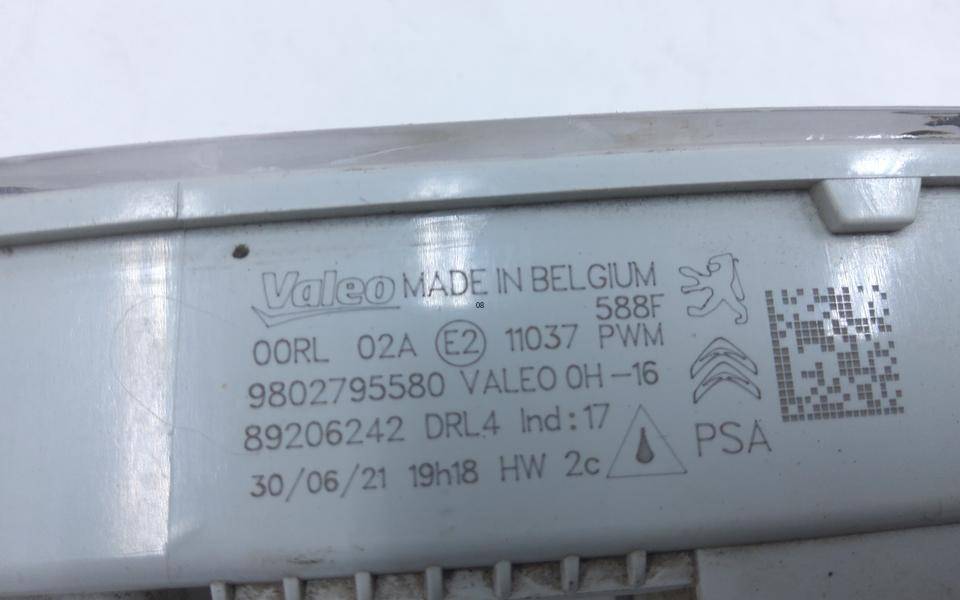 Valeo MADE IN BELGIUM
08
588F
00RL 02A E2 11037 PWM
9802795580 VALEO 0H-16
89206242 DRL4 Ind:17
PSA
30/06/21 19h18 HW 2c